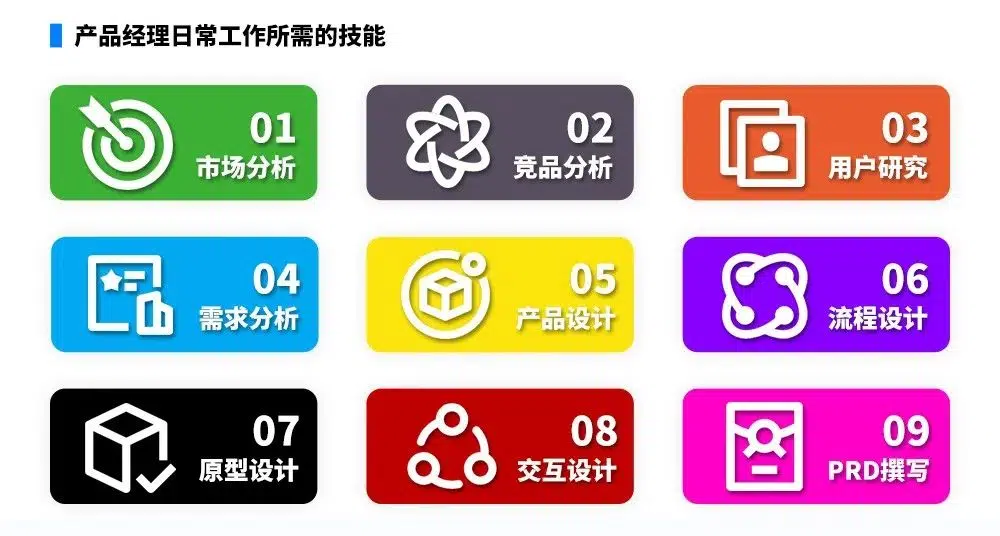 产品经理日常工作所需的技能
01
市场分析
02
竞品分析
03
用户研究
04
需求分析
05
产品设计
06
流程设计
07
原型设计
08
交互设计
09
PRD撰写